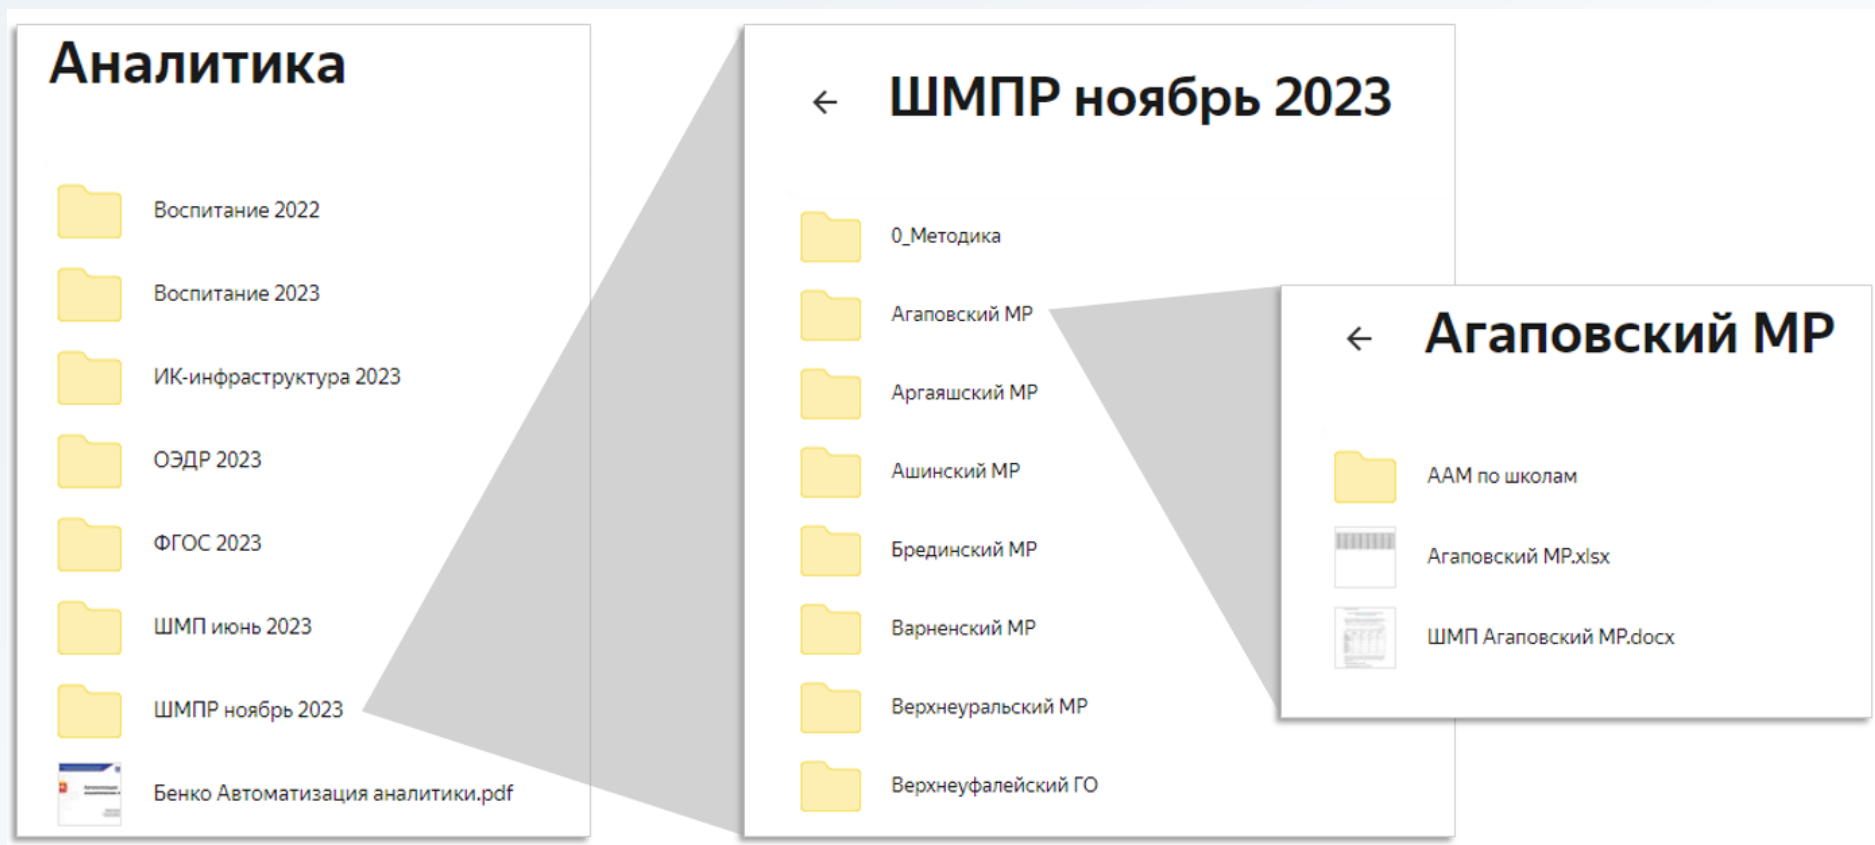 Аналитика
Воспитание 2022
Воспитание 2023
ИК-инфраструктура 2023
ОЭДР 2023
ФГОС 2023
ШМП июнь 2023
ШМПР ноябрь 2023
Бенко Автоматизация аналитики.pdf
ШМПР ноябрь 2023
0_Методика
Агаповский МР
Аргаяшский МР
Ашинский МР
Брединский МР
Варненский МР
Верхнеуральский МР
Верхнеуфалейский ГО
Агаповский МР
ААМ по школам
Агаповский МР.xlsx
ШМП Агаповский МР.docx